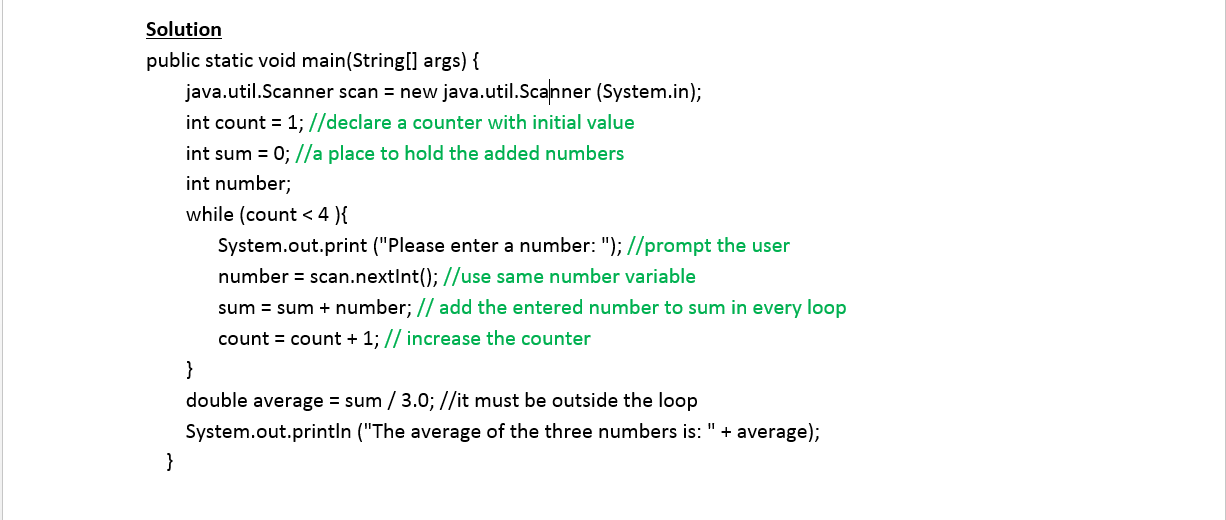 Solution
public static void main(String[] args) {
java.util.Scanner scan = new java.util.Scanner (System.in);
int count = 1; //declare a counter with initial value
int sum = 0; //a place to hold the added numbers
int number;
while (count < 4 ){
System.out.print ("Please enter a number: "); //prompt the user
number = scan.nextInt(); //use same number variable
sum = sum + number; // add the entered number to sum in every loop
count = count + 1; // increase the counter
}
double average = sum / 3.0; //it must be outside the loop
System.out.println ("The average of the three numbers is: " + average);
}